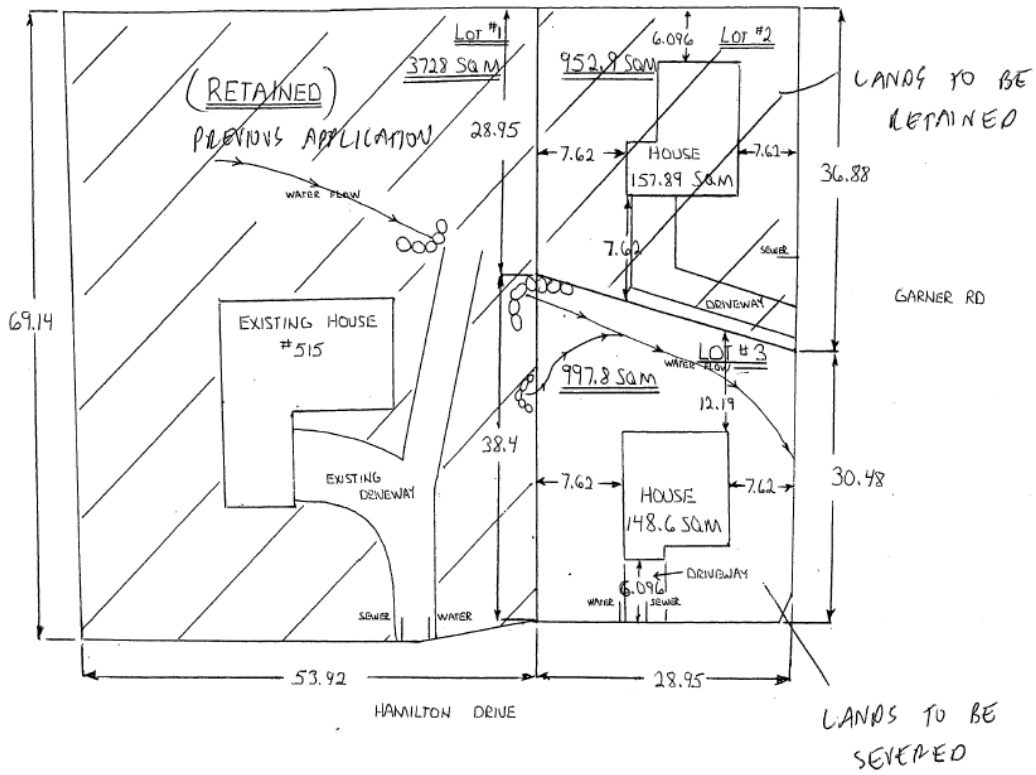 LOT #1
3728 SQ M
(RETAINED)
PREVIOUS APPLICATION
WATER FLOW
28.95
6.096
LOT #2
952.9 SQM
LANDS TO BE
RETAINED
7.62
HOUSE
157.89 SQM
7.62
36.88
7.62
SEWER
DRIVEWAY
GARNER RD
69.14
EXISTING HOUSE
#515
LOT #3
WATER FLOW
997.8 SQM
12.19
38.4
EXISTING
DRIVEWAY
7.62
HOUSE
148.6 SQM
7.62
30.48
DRIVEWAY
6.096
WATER
SEWER
SEWER
WATER
53.92
28.95
HAMILTON DRIVE
LANDS TO BE
SEVERED